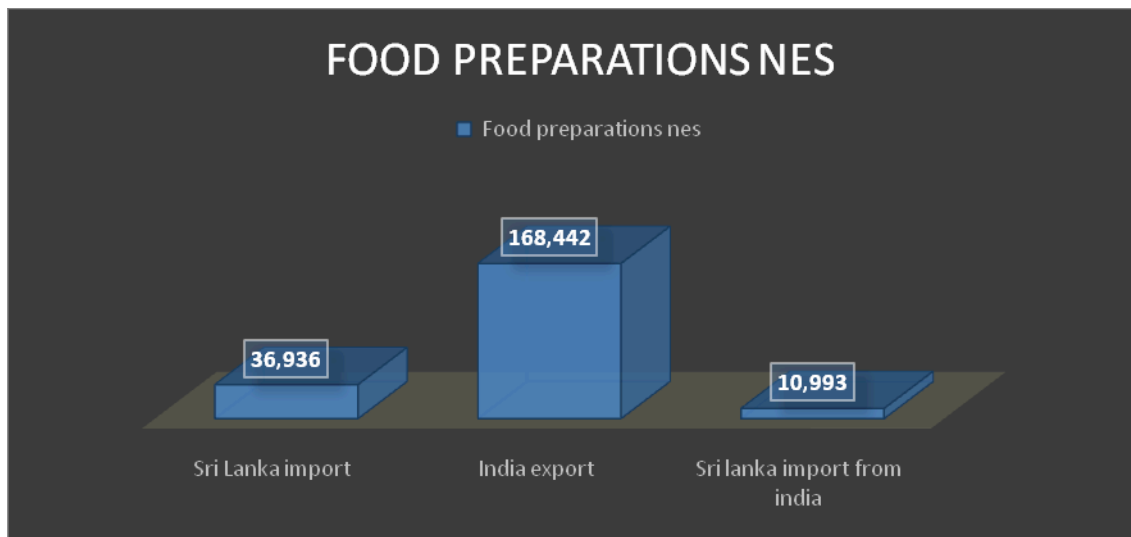 FOOD PREPARATIONS NES
Food preparations nes
168,442
36,936
10,993
Sri Lanka import
India export
Sri lanka import from
india